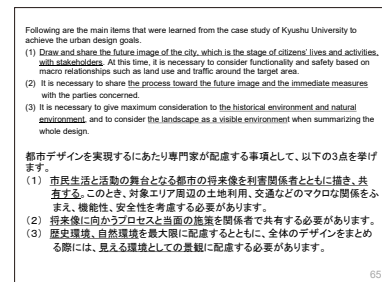 Following are the main items that were learned from the case study of Kyushu University to
achieve the urban design goals.
(1) Draw and share the future image of the city, which is the stage of citizens' lives and activities,
with stakeholders. At this time, it is necessary to consider functionality and safety based on
macro relationships such as land use and traffic around the target area.
(2) It is necessary to share the process toward the future image and the immediate measures
with the parties concerned.
(3) It is necessary to give maximum consideration to the historical environment and natural
environment, and to consider the landscape as a visible environment when summarizing the
whole design.
都市デザインを実現するにあたり専門家が配慮する事項として、以下の3点を挙げ
ます。
(1) 市民生活と活動の舞台となる都市の将来像を利害関係者とともに描き、共
有する。このとき、対象エリア周辺の土地利用、交通などのマクロな関係をふ
まえ、機能性、安全性を考慮する必要があります。
(2) 将来像に向かうプロセスと当面の施策を関係者で共有する必要があります。
(3) 歴史環境、自然環境を最大限に配慮するとともに、全体のデザインをまとめ
る際には、見える環境としての景観に配慮する必要があります。
65